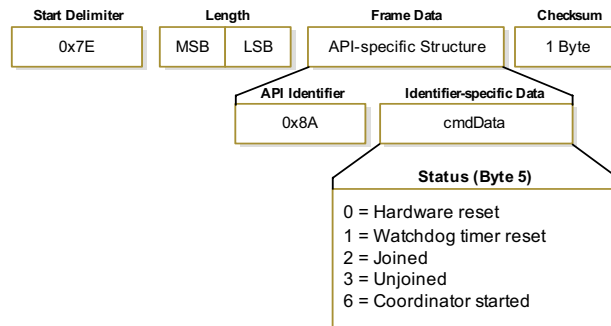 Start Delimiter
Length
Frame Data
Checksum
0x7E
MSB
LSB
API-specific Structure
1 Byte
API Identifier
Identifier-specific Data
0x8A
cmdData
Status (Byte 5)
0 = Hardware reset
1 = Watchdog timer reset
2 = Joined
3 = Unjoined
6 = Coordinator started